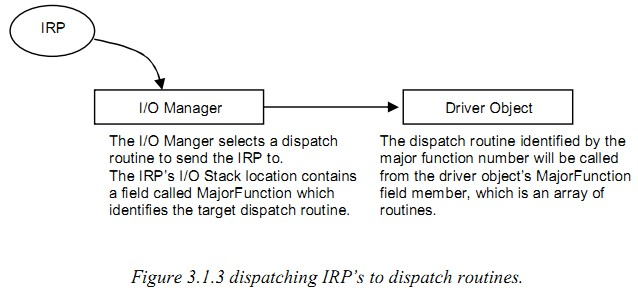 IRP
I/O Manager
Driver Object
The I/O Manger selects a dispatch
routine to send the IRP to.
The IRP's I/O Stack location contains
a field called MajorFunction which
identifies the target dispatch routine.
The dispatch routine identified by the
major function number will be called
from the driver object's MajorFunction
field member, which is an array of
routines.
Figure 3.1.3 dispatching IRP's to dispatch routines.